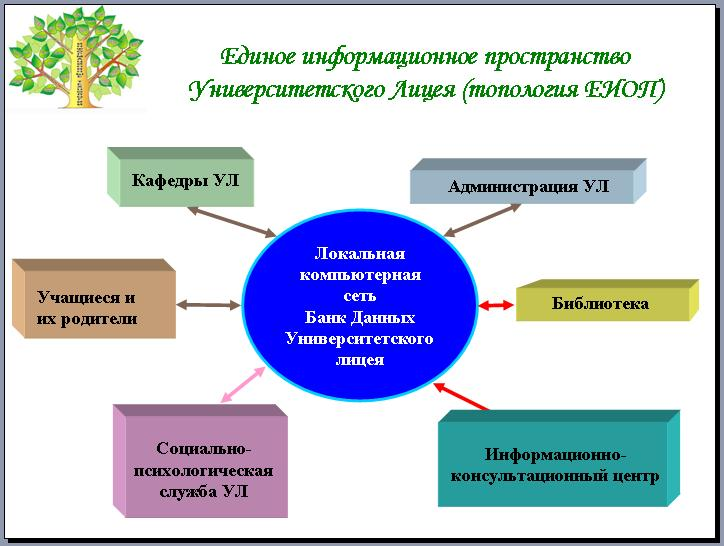 Единое информационное пространство
Университетского Лицея (топология ЕИОП)
Кафедры УЛ
Администрация УЛ
Локальная
компьютерная
сеть
Банк Данных
Университетского
лицея
Учащиеся и
их родители
Библиотека
Социально-
психологическая
служба УЛ
Информационно-
консультационный центр